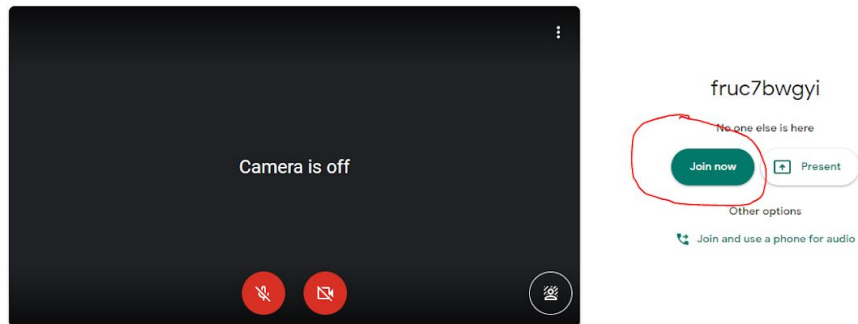 Camera is off
fruc7bwgyi
No one else is here
Join now
Present
Other options
Join and use a phone for audio